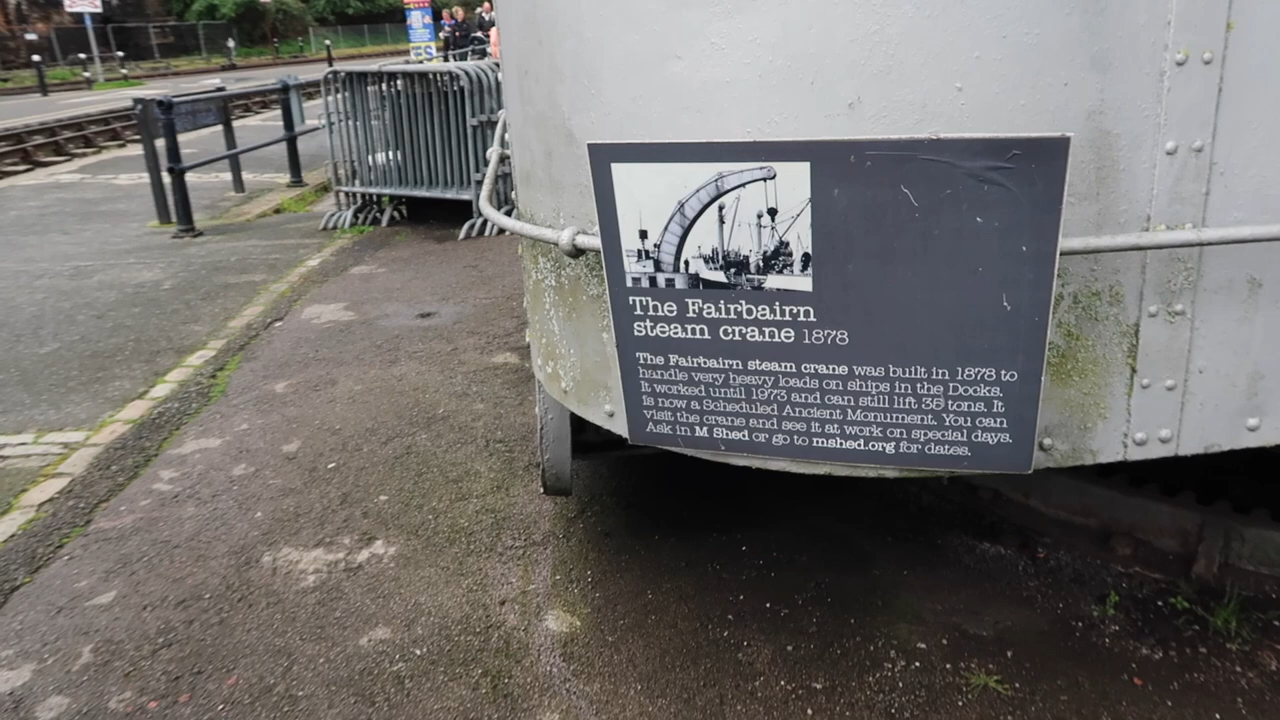 The Fairbairn
steam crane 1878
The Fairbairn steam crane was built in 1878 to
handle very heavy loads on ships in the Docks.
It worked until 1973 and can still lift 35 tons. It
is now a Scheduled Ancient Monument. You can
visit the crane and see it at work on special days.
Ask in M Shed or go to mshed.org for dates.